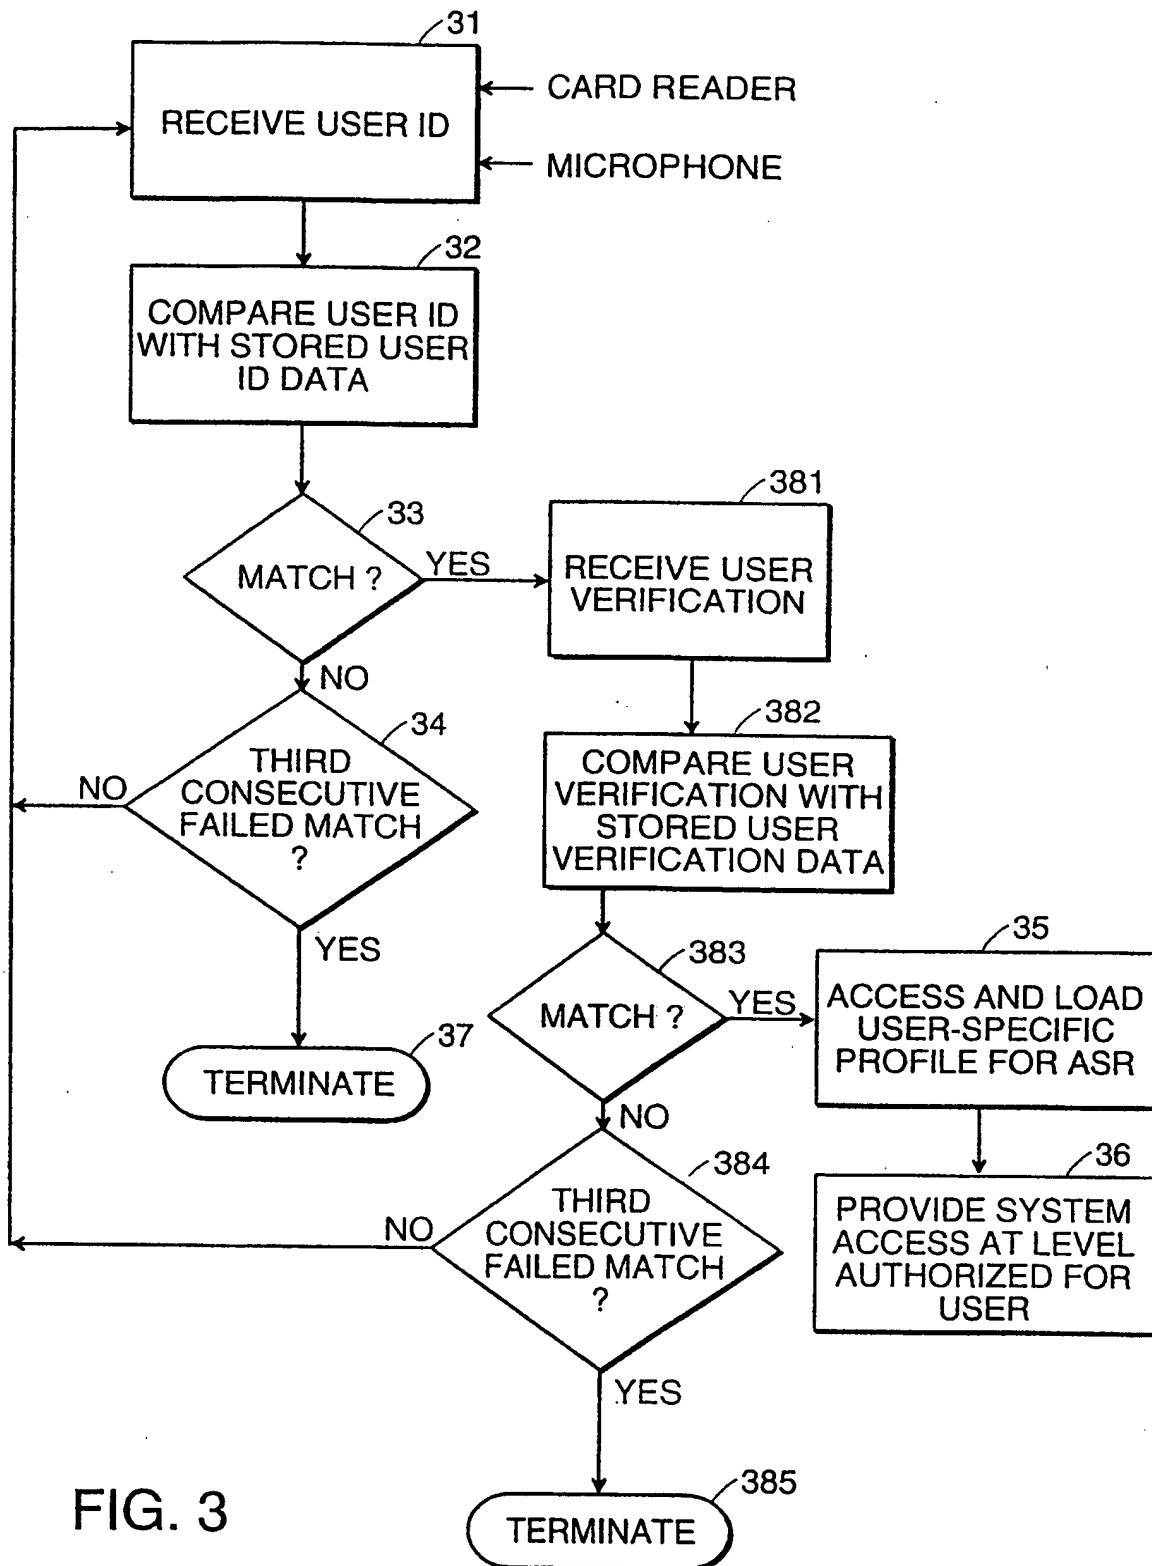 31
RECEIVE USER ID
CARD READER
MICROPHONE
32
COMPARE USER ID
WITH STORED USER
ID DATA
33
MATCH ?
YES
NO
381
RECEIVE USER
VERIFICATION
382
COMPARE USER
VERIFICATION WITH
STORED USER
VERIFICATION DATA
34
THIRD
CONSECUTIVE
FAILED MATCH
?
NO
YES
37
TERMINATE
383
MATCH ?
YES
NO
35
ACCESS AND LOAD
USER-SPECIFIC
PROFILE FOR ASR
36
PROVIDE SYSTEM
ACCESS AT LEVEL
AUTHORIZED FOR
USER
384
THIRD
CONSECUTIVE
FAILED MATCH
?
NO
YES
385
TERMINATE
FIG. 3